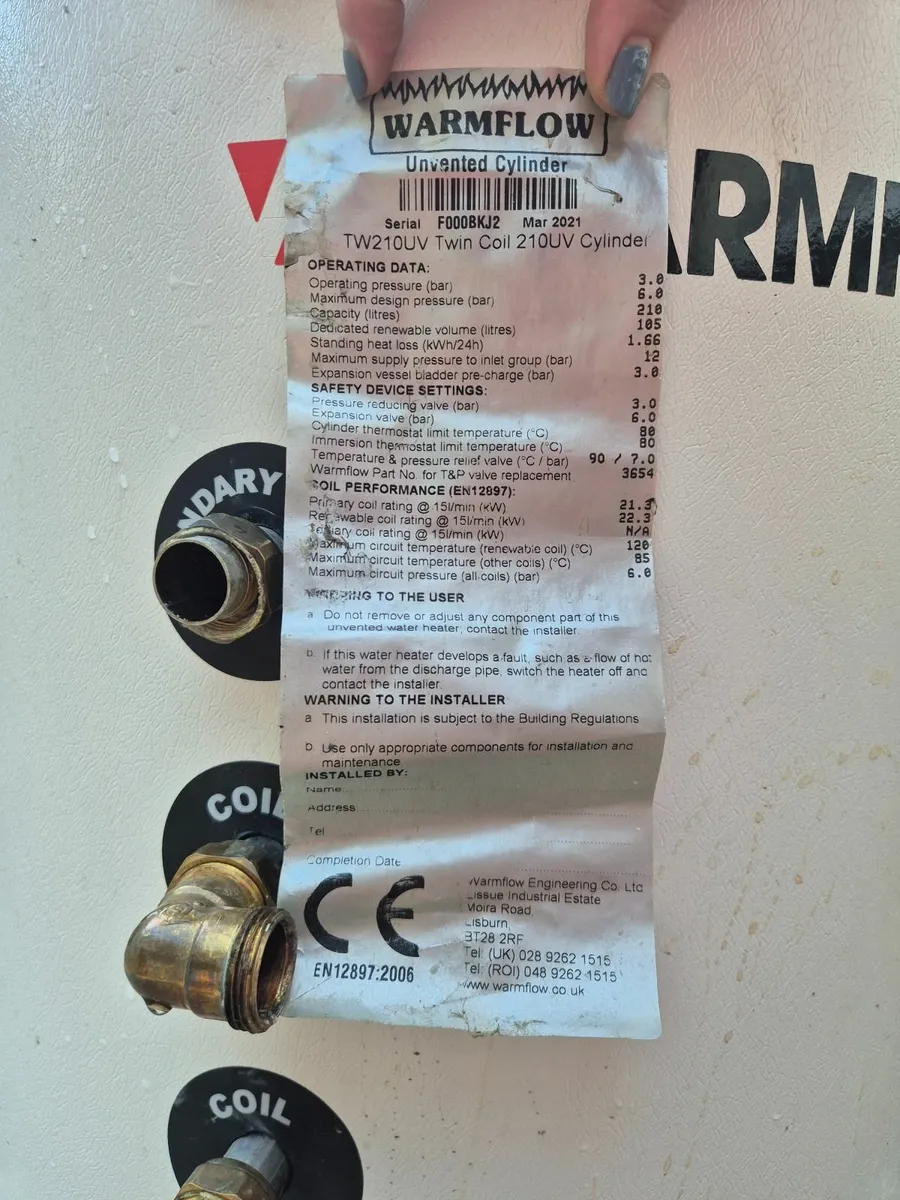 WARMFLOW
Unvented Cylinder
Serial F000BKJ2 Mar 2021
TW210UV Twin Coil 210UV Cylinder
OPERATING DATA:
Operating pressure (bar) 3.0
Maximum design pressure (bar) 6.0
Capacity (litres) 210
Dedicated renewable volume (litres) 105
Standing heat loss (kWh/24h) 1.66
Maximum supply pressure to inlet group (bar) 12
Expansion vessel bladder pre-charge (bar) 3.0
SAFETY DEVICE SETTINGS:
Pressure reducing valve (bar) 3.0
Expansion valve (bar) 6.0
Cylinder thermostat limit temperature (°C) 80
Immersion thermostat limit temperature (°C) 80
Temperature & pressure relief valve (°C / bar) 90 / 7.0
Warmflow Part No. for T&P valve replacement 3654
COIL PERFORMANCE (EN12897):
Primary coil rating @ 15l/min (kW) 21.3
Renewable coil rating @ 15l/min (kW) 22.3
Tertiary coil rating @ 15l/min (kW) N/A
Maximum circuit temperature (renewable coil) (°C) 120
Maximum circuit temperature (other coils) (°C) 85
Maximum circuit pressure (all coils) (bar) 6.0
WARNING TO THE USER
a Do not remove or adjust any component part of this
unvented water heater, contact the installer.
b. If this water heater develops a fault, such as a flow of hot
water from the discharge pipe, switch the heater off and
contact the installer.
WARNING TO THE INSTALLER
a This installation is subject to the Building Regulations
b Use only appropriate components for installation and
maintenance
INSTALLED BY:
Name
Address
Tel
Completion Date
CE
EN12897:2006
Warmflow Engineering Co. Ltd
Lissue Industrial Estate
Moira Road,
Lisburn,
BT28 2RF
Tel: (UK) 028 9262 1515
Tel: (ROI) 048 9262 1515
www.warmflow.co.uk
ARM
NDARY
COIL
COIL